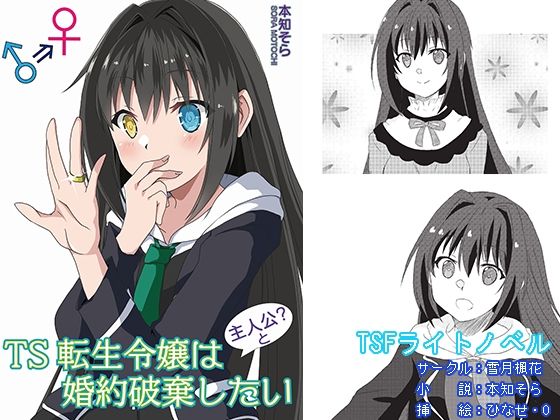 本知そら
SORA MOTOCHI
主人公?と
TS転生令嬢は
婚約破棄したい
TSFライトノベル
サークル：雪月楓花
小　　説：本知そら
挿　　絵：ひなせ・O